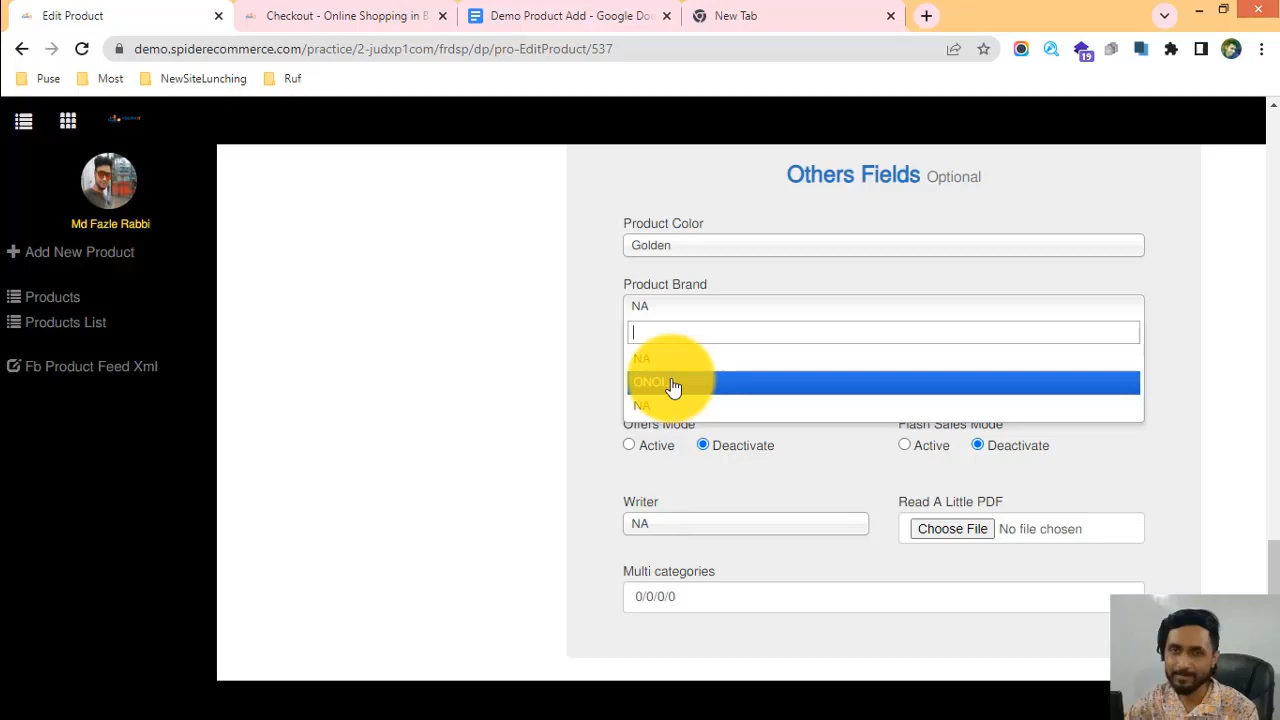 Edit Product
Checkout - Online Shopping in B
Demo Product Add - Google Do
New Tab
demo.spiderecommerce.com/practice/2-judxp1com/frdsp/dp/pro-EditProduct/537
19
Puse
Most
NewSiteLunching
Ruf
Md Fazle Rabbi
Add New Product
Products
Products List
Fb Product Feed Xml
Others Fields Optional
Product Color
Golden
Product Brand
NA
NA
NA
Offers Mode
Flash Sales Mode
Active
Deactivate
Active
Deactivate
Writer
Read A Little PDF
NA
Choose File No file chosen
Multi categories
0/0/0/0